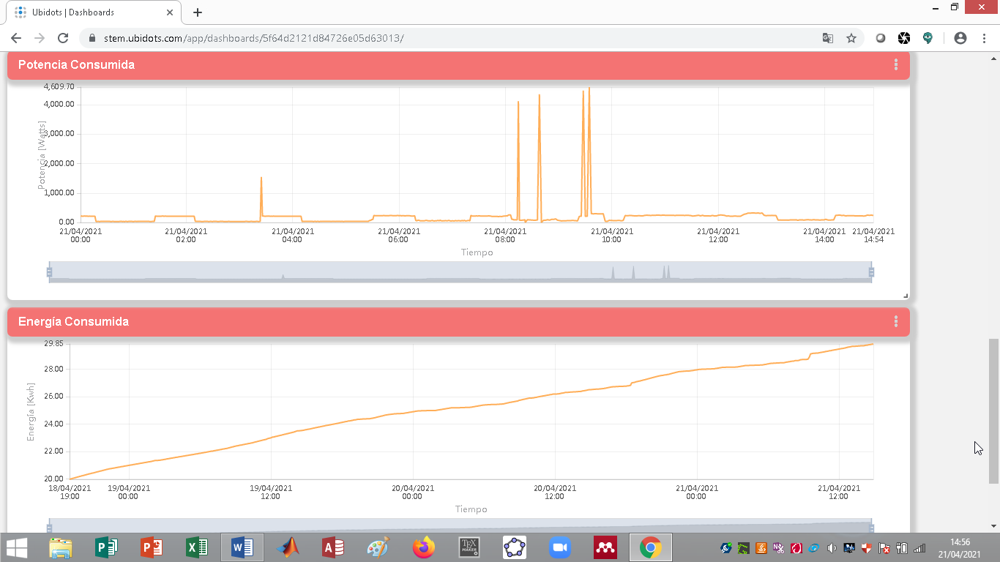 Ubidots | Dashboards
stem.ubidots.com/app/dashboards/5f64d2121d84726e05d63013/
Potencia Consumida
4,609.70
4,000.00
3,000.00
2,000.00
1,000.00
0.00
Potencia [Watts]
21/04/2021 21/04/2021 21/04/2021 21/04/2021 21/04/2021 21/04/2021 21/04/2021 21/04/2021 21/04/2021
00:00 02:00 04:00 06:00 08:00 10:00 12:00 14:00 14:54
Tiempo
Energía Consumida
29.85
28.00
26.00
24.00
22.00
20.00
Energía [Kwh]
18/04/2021 19/04/2021 19/04/2021 20/04/2021 20/04/2021 21/04/2021 21/04/2021
19:00 00:00 12:00 00:00 12:00 00:00 12:00
Tiempo
14:56
21/04/2021